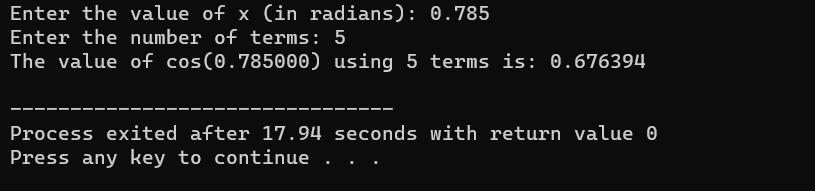 Enter the value of x (in radians): 0.785
Enter the number of terms: 5
The value of cos(0.785000) using 5 terms is: 0.676394
--------------------------------
Process exited after 17.94 seconds with return value 0
Press any key to continue . . .